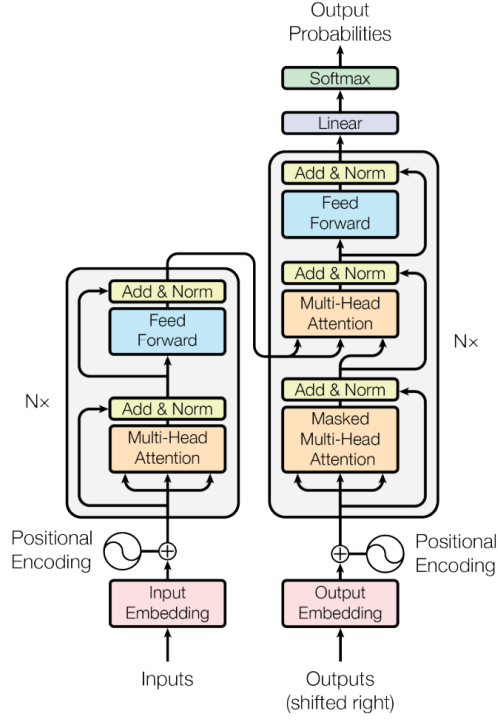 Output
Probabilities
Softmax
Linear
Add & Norm
Feed
Forward
Add & Norm
Multi-Head
Attention
Add & Norm
Masked
Multi-Head
Attention
N×
Add & Norm
Feed
Forward
Add & Norm
Multi-Head
Attention
N×
Positional
Encoding
Positional
Encoding
Input
Embedding
Output
Embedding
Inputs
Outputs
(shifted right)